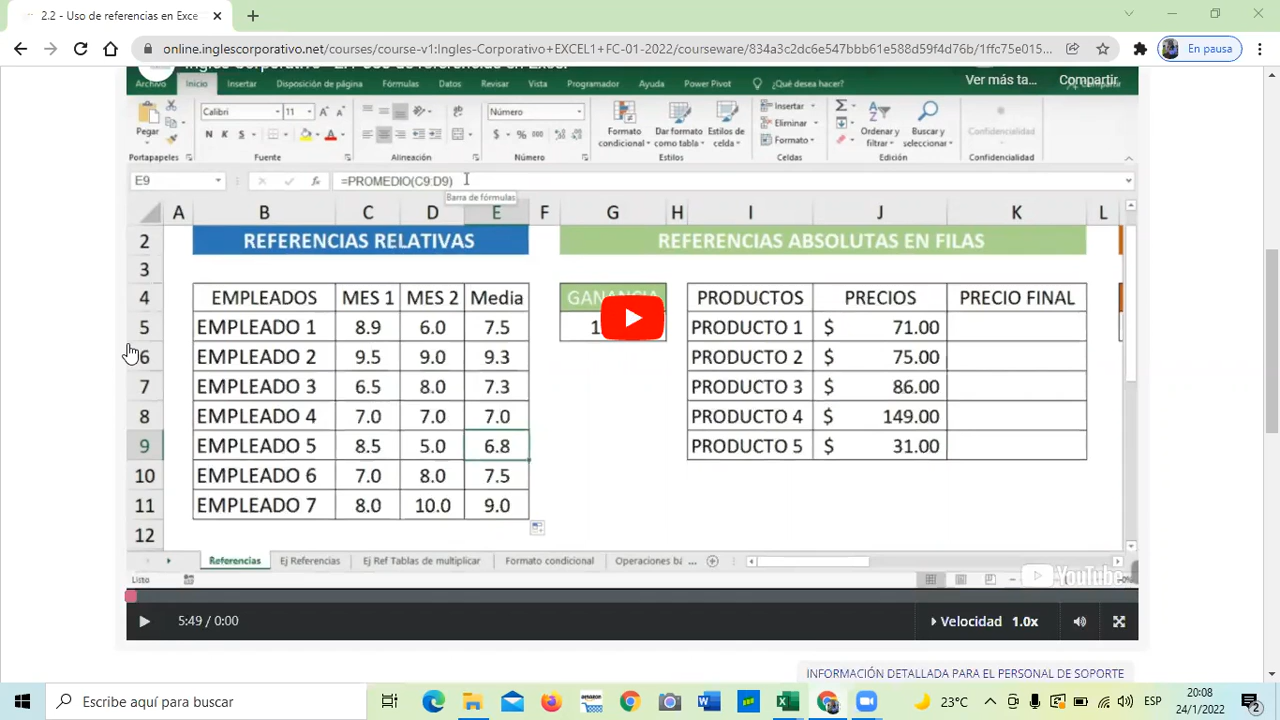 2.2 - Uso de referencias en Exce
online.inglescorporativo.net/courses/course-v1:Ingles-Corporativo+EXCEL1+FC-01-2022/courseware/834a3c2c6e5471bb61e588d59f4d76b/1ffc75e015...
En pausa
Archivo Inicio Insertar Disposición de página Fórmulas Datos Revisar Vista Programador Ayuda Power Pivot ¿Qué desea hacer?
Ver más ta... Compartir
Calibri 11 Número
Insertar
Eliminar
Formato
Pegar
N K S
$ % 000
Formato condicional
Dar formato como tabla
Estilos de celda
Ordenar y filtrar
Buscar y seleccionar
Confidencialidad
Portapapeles Fuente Alineación Número Estilos Celdas Edición Confidencialidad
E9 fx =PROMEDIO(C9:D9)
Barra de fórmulas
A B C D E F G H I J K L
2 REFERENCIAS RELATIVAS REFERENCIAS ABSOLUTAS EN FILAS
3
4 EMPLEADOS MES 1 MES 2 Media GANANCIA PRODUCTOS PRECIOS PRECIO FINAL
5 EMPLEADO 1 8.9 6.0 7.5 1 PRODUCTO 1 $ 71.00
6 EMPLEADO 2 9.5 9.0 9.3 PRODUCTO 2 $ 75.00
7 EMPLEADO 3 6.5 8.0 7.3 PRODUCTO 3 $ 86.00
8 EMPLEADO 4 7.0 7.0 7.0 PRODUCTO 4 $ 149.00
9 EMPLEADO 5 8.5 5.0 6.8 PRODUCTO 5 $ 31.00
10 EMPLEADO 6 7.0 8.0 7.5
11 EMPLEADO 7 8.0 10.0 9.0
12
Referencias Ej Referencias Ej Ref Tablas de multiplicar Formato condicional Operaciones bá ...
Listo
YouTube
5:49 / 0:00 Velocidad 1.0x
INFORMACIÓN DETALLADA PARA EL PERSONAL DE SOPORTE
Escribe aquí para buscar
amazon
23°C
ESP
20:08
24/1/2022
2